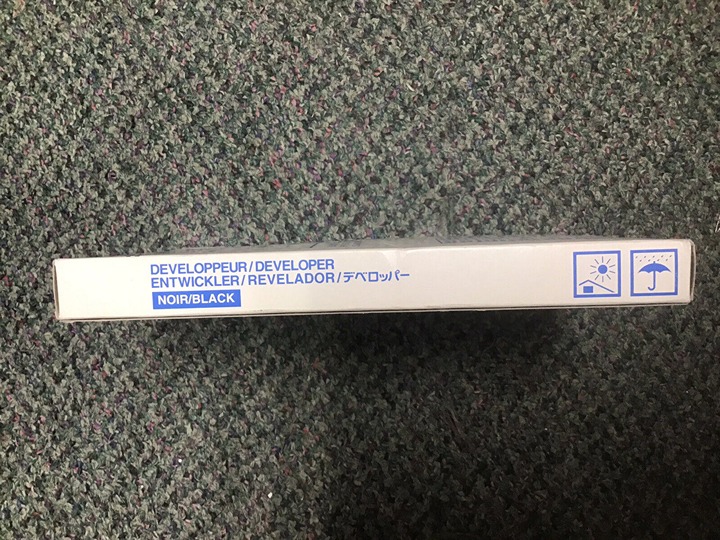 DEVELOPPEUR/DEVELOPER
ENTWICKLER/REVELADOR/デベロッパー
NOIR/BLACK